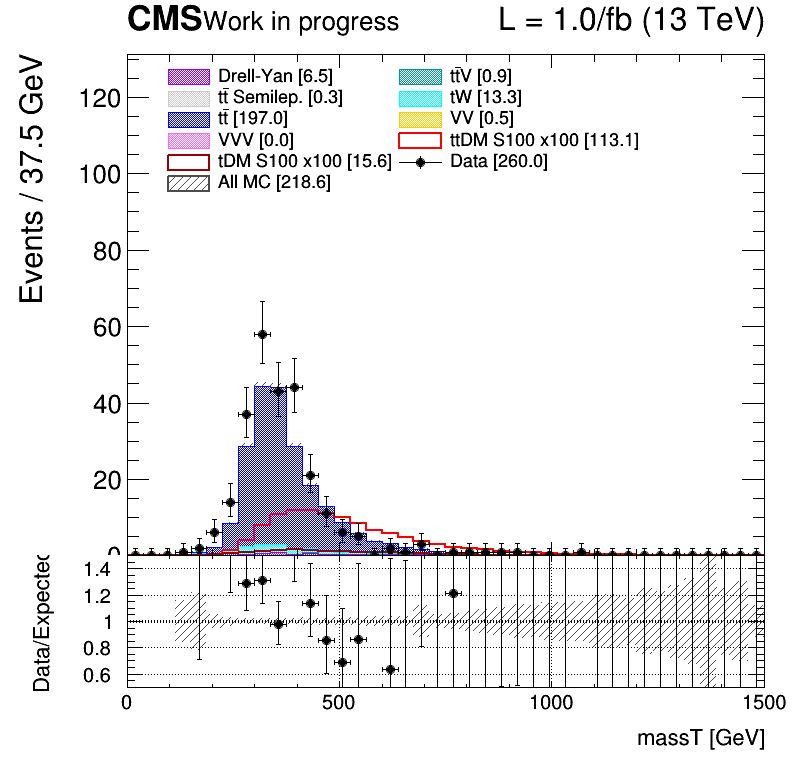 CMS Work in progress L = 1.0/fb (13 TeV)
Events / 37.5 GeV
120
100
80
60
40
20
0
Drell-Yan [6.5]
tt̄V [0.9]
tt̄ Semilep. [0.3]
tW [13.3]
tt̄ [197.0]
VV [0.5]
VVV [0.0]
ttDM S100 x100 [113.1]
tDM S100 x100 [15.6]
Data [260.0]
All MC [218.6]
Data/Expected
1.4
1.2
1
0.8
0.6
0 500 1000 1500
massT [GeV]